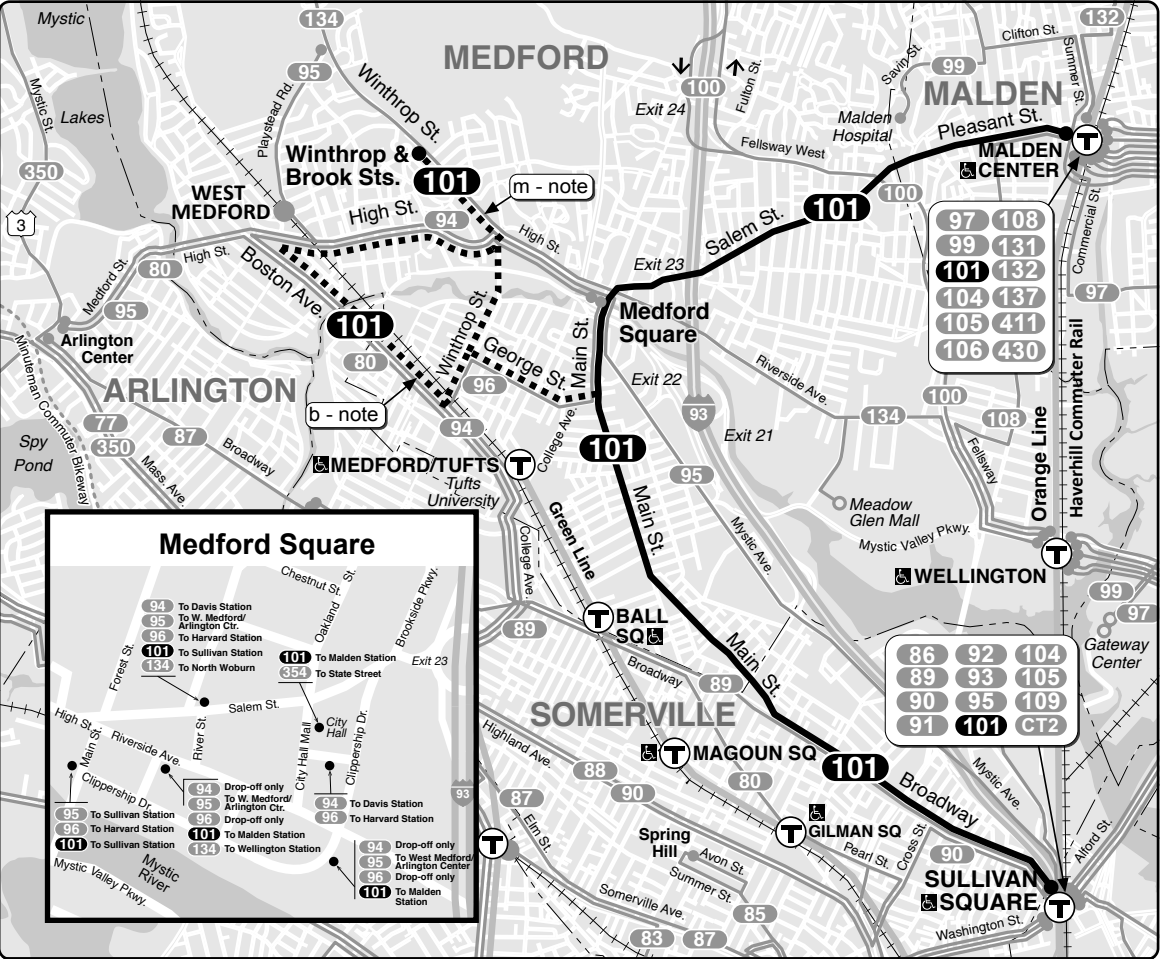 Mystic
Lakes
Mystic St.
134
95
Playstead Rd.
Winthrop St.
MEDFORD
Exit 24
100
Fulton St.
Savin St.
99
Clifton St.
Summer St.
132
MALDEN
Malden
Hospital
Pleasant St.
Fellsway West
MALDEN
CENTER
T
350
3
WEST
MEDFORD
Winthrop &
Brook Sts.
101
m - note
High St.
94
High St.
Salem St.
101
100
Exit 23
97 108
99 131
101 132
104 137
105 411
106 430
Commercial St.
97
80
High St.
Medford St.
95
Boston Ave.
101
80
Arlington
Center
ARLINGTON
Minuteman Commuter Bikeway
Winthrop St.
George St.
96
Main St.
Medford
Square
Exit 22
Riverside Ave.
93
Exit 21
134
100
108
Fellsway
Orange Line
Haverhill Commuter Rail
b - note
94
77
350
87
Broadway
Mass. Ave.
Spy
Pond
MEDFORD/TUFTS
T
Tufts
University
College Ave.
101
Main St.
95
Mystic Ave.
Meadow
Glen Mall
Mystic Valley Pkwy.
T
WELLINGTON
99
97
Gateway
Center
Green Line
College Ave.
T
BALL
SQ
89
Broadway
89
Main St.
SOMERVILLE
86 92 104
89 93 105
90 95 109
91 101 CT2
Highland Ave.
T
MAGOUN SQ
88
90
80
101
Broadway
Mystic Ave.
87
Elm St.
T
Spring
Hill
Avon St.
Summer St.
T
GILMAN SQ
Pearl St.
Cross St.
90
Alford St.
SULLIVAN
SQUARE
T
Washington St.
Somerville Ave.
85
83
87
Medford Square
Chestnut St.
Oakland St.
Brookside Pkwy.
Exit 23
93
Forest St.
94 To Davis Station
95 To W. Medford/
Arlington Ctr.
96 To Harvard Station
101 To Sullivan Station
134 To North Woburn
101 To Malden Station
354 To State Street
Salem St.
City
Hall
High St.
Main St.
Riverside Ave.
River St.
City Hall Mall
Clippership Dr.
Clippership Dr.
95 To Sullivan Station
96 To Harvard Station
101 To Sullivan Station
94 Drop-off only
95 To W. Medford/
Arlington Ctr.
96 Drop-off only
101 To Malden Station
134 To Wellington Station
94 To Davis Station
96 To Harvard Station
94 Drop-off only
95 To West Medford/
Arlington Center
96 Drop-off only
101 To Malden
Station
Mystic
River
Mystic Valley Pkwy.